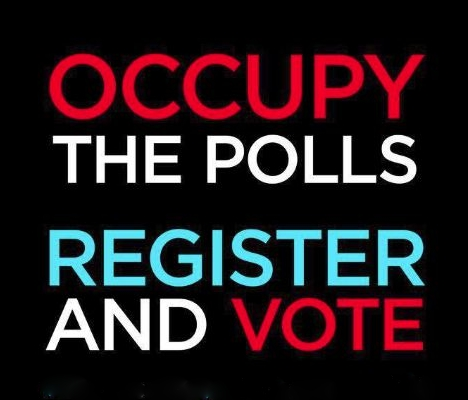 OCCUPY
THE POLLS
REGISTER
AND VOTE